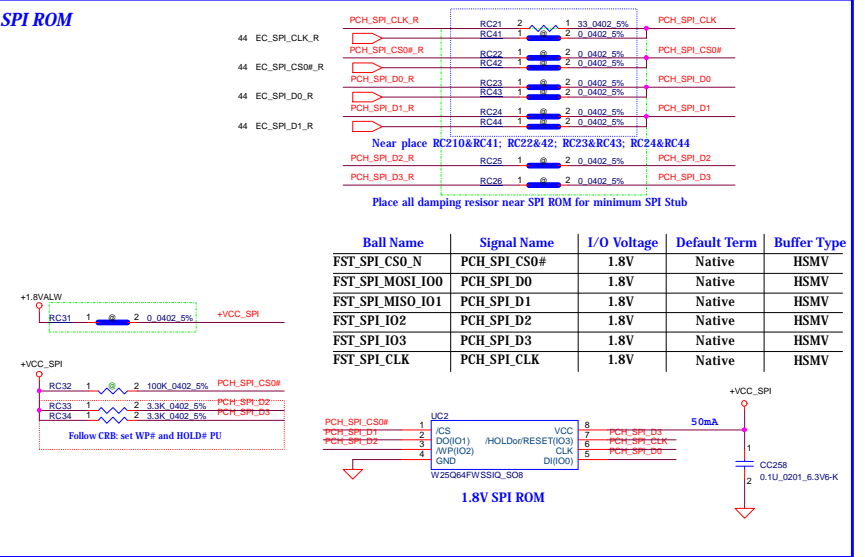 SPI ROM
PCH_SPI_CLK_R RC21 2 1 33_0402_5% PCH_SPI_CLK
44 EC_SPI_CLK_R RC41 1 @ 2 0_0402_5%
PCH_SPI_CS0#_R RC22 1 @ 2 0_0402_5% PCH_SPI_CS0#
44 EC_SPI_CS0#_R RC42 1 @ 2 0_0402_5%
PCH_SPI_D0_R RC23 1 @ 2 0_0402_5% PCH_SPI_D0
44 EC_SPI_D0_R RC43 1 @ 2 0_0402_5%
PCH_SPI_D1_R RC24 1 @ 2 0_0402_5% PCH_SPI_D1
44 EC_SPI_D1_R RC44 1 @ 2 0_0402_5%
Near place RC210&RC41; RC22&42; RC23&RC43; RC24&RC44
PCH_SPI_D2_R RC25 1 @ 2 0_0402_5% PCH_SPI_D2
PCH_SPI_D3_R RC26 1 @ 2 0_0402_5% PCH_SPI_D3
Place all damping resisor near SPI ROM for minimum SPI Stub
Ball Name Signal Name I/O Voltage Default Term Buffer Type
FST_SPI_CS0_N PCH_SPI_CS0# 1.8V Native HSMV
FST_SPI_MOSI_IO0 PCH_SPI_D0 1.8V Native HSMV
FST_SPI_MISO_IO1 PCH_SPI_D1 1.8V Native HSMV
FST_SPI_IO2 PCH_SPI_D2 1.8V Native HSMV
FST_SPI_IO3 PCH_SPI_D3 1.8V Native HSMV
FST_SPI_CLK PCH_SPI_CLK 1.8V Native HSMV
+1.8VALW
RC31 1 @ 2 0_0402_5% +VCC_SPI
+VCC_SPI
RC32 1 @ 2 100K_0402_5% PCH_SPI_CS0#
RC33 1 2 3.3K_0402_5% PCH_SPI_D2
RC34 1 2 3.3K_0402_5% PCH_SPI_D3
Follow CRB: set WP# and HOLD# PU
UC2
PCH_SPI_CS0# 1 /CS VCC 8
PCH_SPI_D1 2 DO(IO1) /HOLDor/RESET(IO3) 7 PCH_SPI_D3
PCH_SPI_D2 3 /WP(IO2) CLK 6 PCH_SPI_CLK
4 GND DI(IO0) 5 PCH_SPI_D0
W25Q64FWSSIQ_SO8
1.8V SPI ROM
+VCC_SPI
50mA
1
CC258
0.1U_0201_6.3V6-K
2